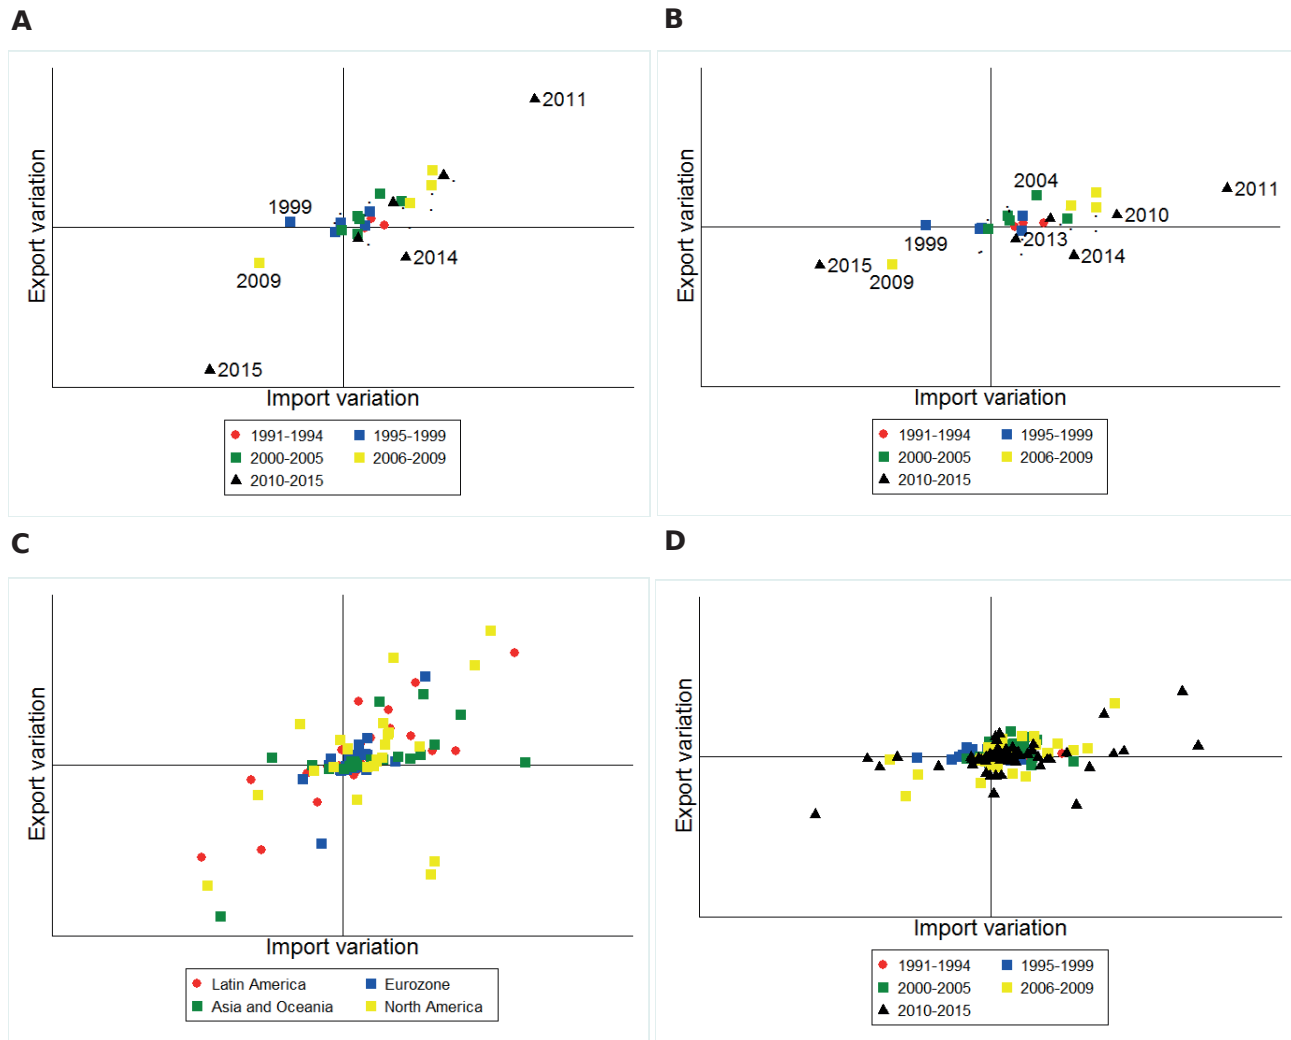 A
B
2011
Export variation
1999
2014
2009
2015
Import variation
1991-1994 1995-1999
2000-2005 2006-2009
2010-2015
2004
2011
Export variation
2010
1999
2013
2014
2015
2009
Import variation
1991-1994 1995-1999
2000-2005 2006-2009
2010-2015
C
D
Export variation
Import variation
Latin America Eurozone
Asia and Oceania North America
Export variation
Import variation
1991-1994 1995-1999
2000-2005 2006-2009
2010-2015